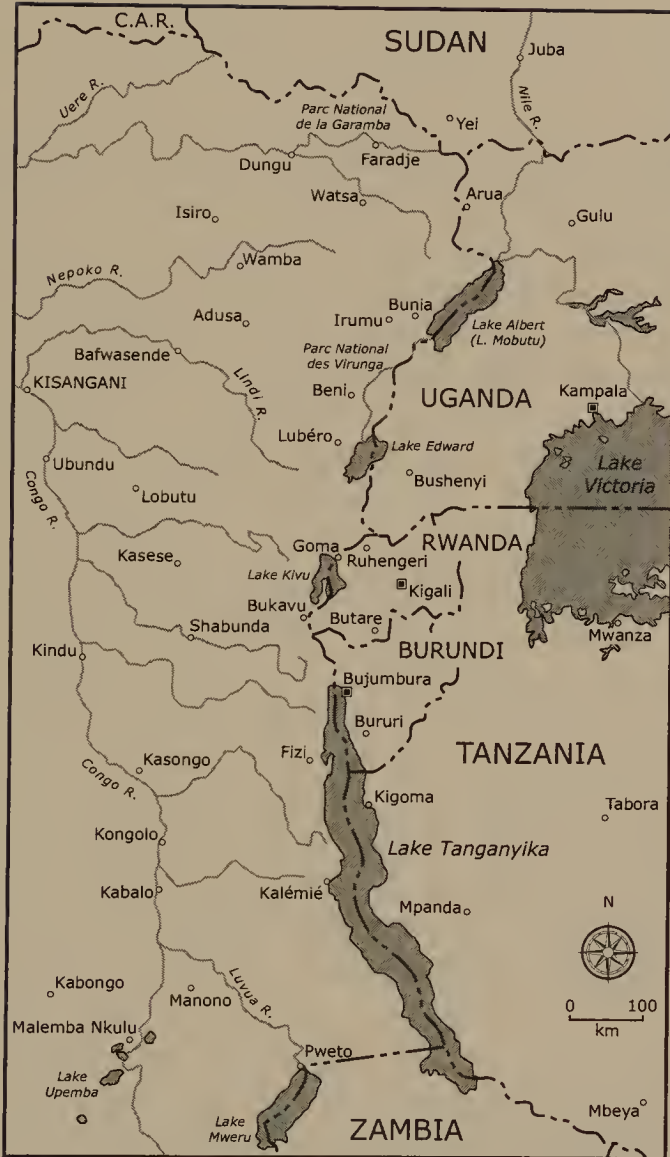 C.A.R.
SUDAN
Juba
Uere R.
Nile R.
Parc National
de la Garamba
Yei
Dungu
Faradje
Watsa
Arua
Isiro
Gulu
Wamba
Nepoko R.
Adusa
Irumu
Bunia
Lake Albert
(L. Mobutu)
Bafwasende
Parc National
des Virunga
KISANGANI
Lindi R.
Beni
UGANDA
Kampala
Lubéro
Lake Edward
Ubundu
Bushenyi
Lake
Victoria
Congo R.
Lobutu
Goma
RWANDA
Kasese
Ruhengeri
Lake Kivu
Kigali
Bukavu
Butare
Shabunda
Mwanza
Kindu
BURUNDI
Bujumbura
Bururi
Fizi
TANZANIA
Kasongo
Congo R.
Kigoma
Tabora
Kongolo
Lake Tanganyika
Kabalo
Kalémié
Mpanda
N
Kabongo
Manono
Luvua R.
0 100
km
Malemba Nkulu
Pweto
Lake
Upemba
Mbeya
Lake
Mweru
ZAMBIA